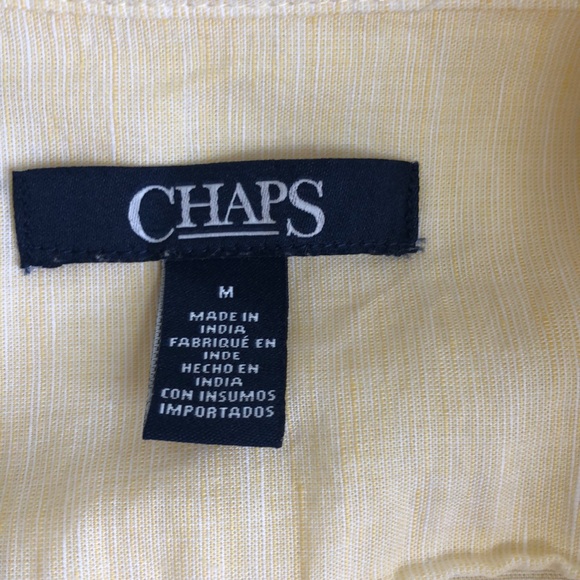 CHAPS
M
MADE IN
INDIA
FABRIQUÉ EN
INDE
HECHO EN
INDIA
CON INSUMOS
IMPORTADOS